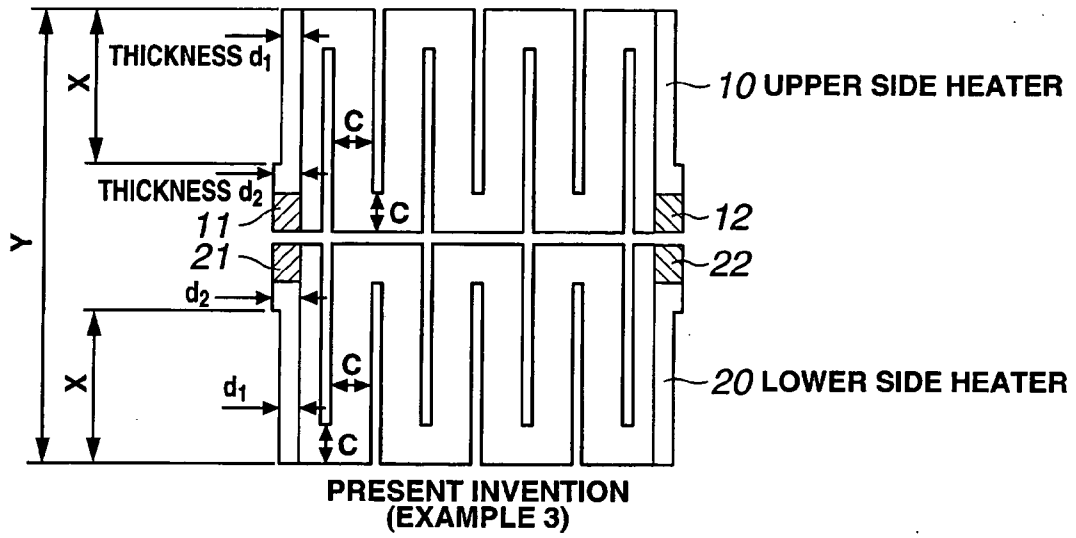 THICKNESS d1
X
C
10 UPPER SIDE HEATER
THICKNESS d2
11
C
12
Y
21
22
d2
X
C
20 LOWER SIDE HEATER
d1
C
PRESENT INVENTION
(EXAMPLE 3)